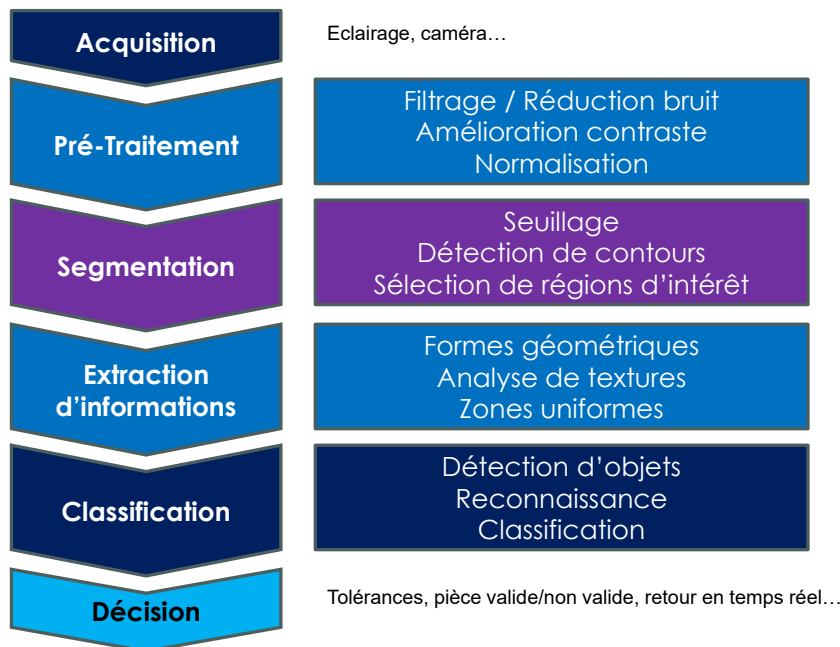 Acquisition
Eclairage, caméra…
Pré-Traitement
Filtrage / Réduction bruit
Amélioration contraste
Normalisation
Segmentation
Seuillage
Détection de contours
Sélection de régions d’intérêt
Extraction
d’informations
Formes géométriques
Analyse de textures
Zones uniformes
Classification
Détection d’objets
Reconnaissance
Classification
Décision
Tolérances, pièce valide/non valide, retour en temps réel…